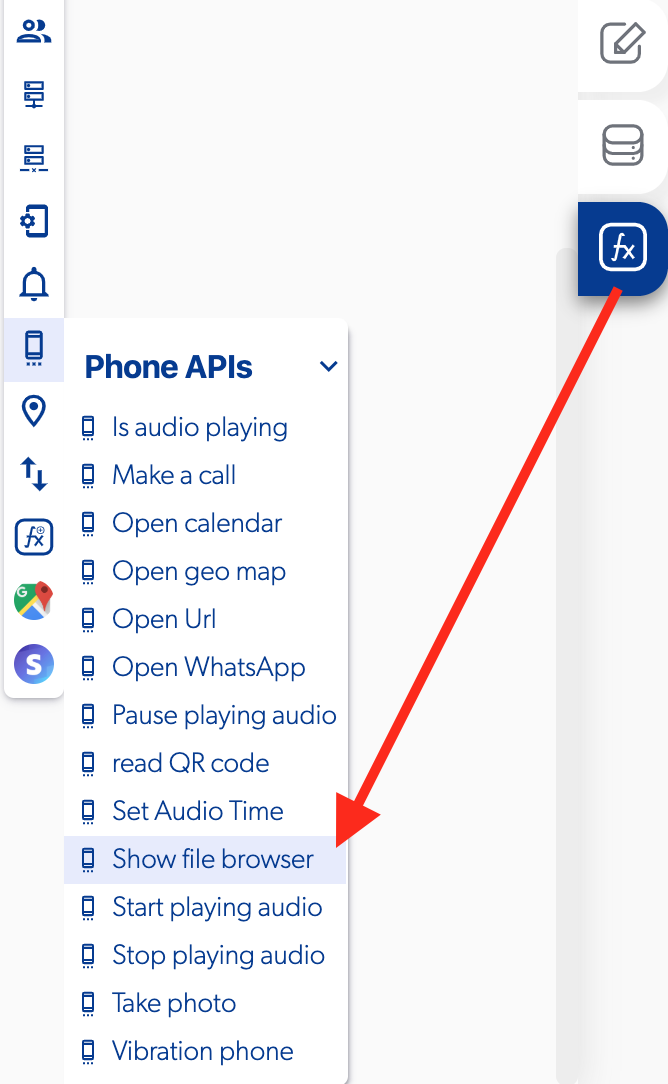 fx
Phone APIs
Is audio playing
Make a call
Open calendar
Open geo map
Open Url
Open WhatsApp
Pause playing audio
read QR code
Set Audio Time
Show file browser
Start playing audio
Stop playing audio
Take photo
Vibration phone
fx
G
S